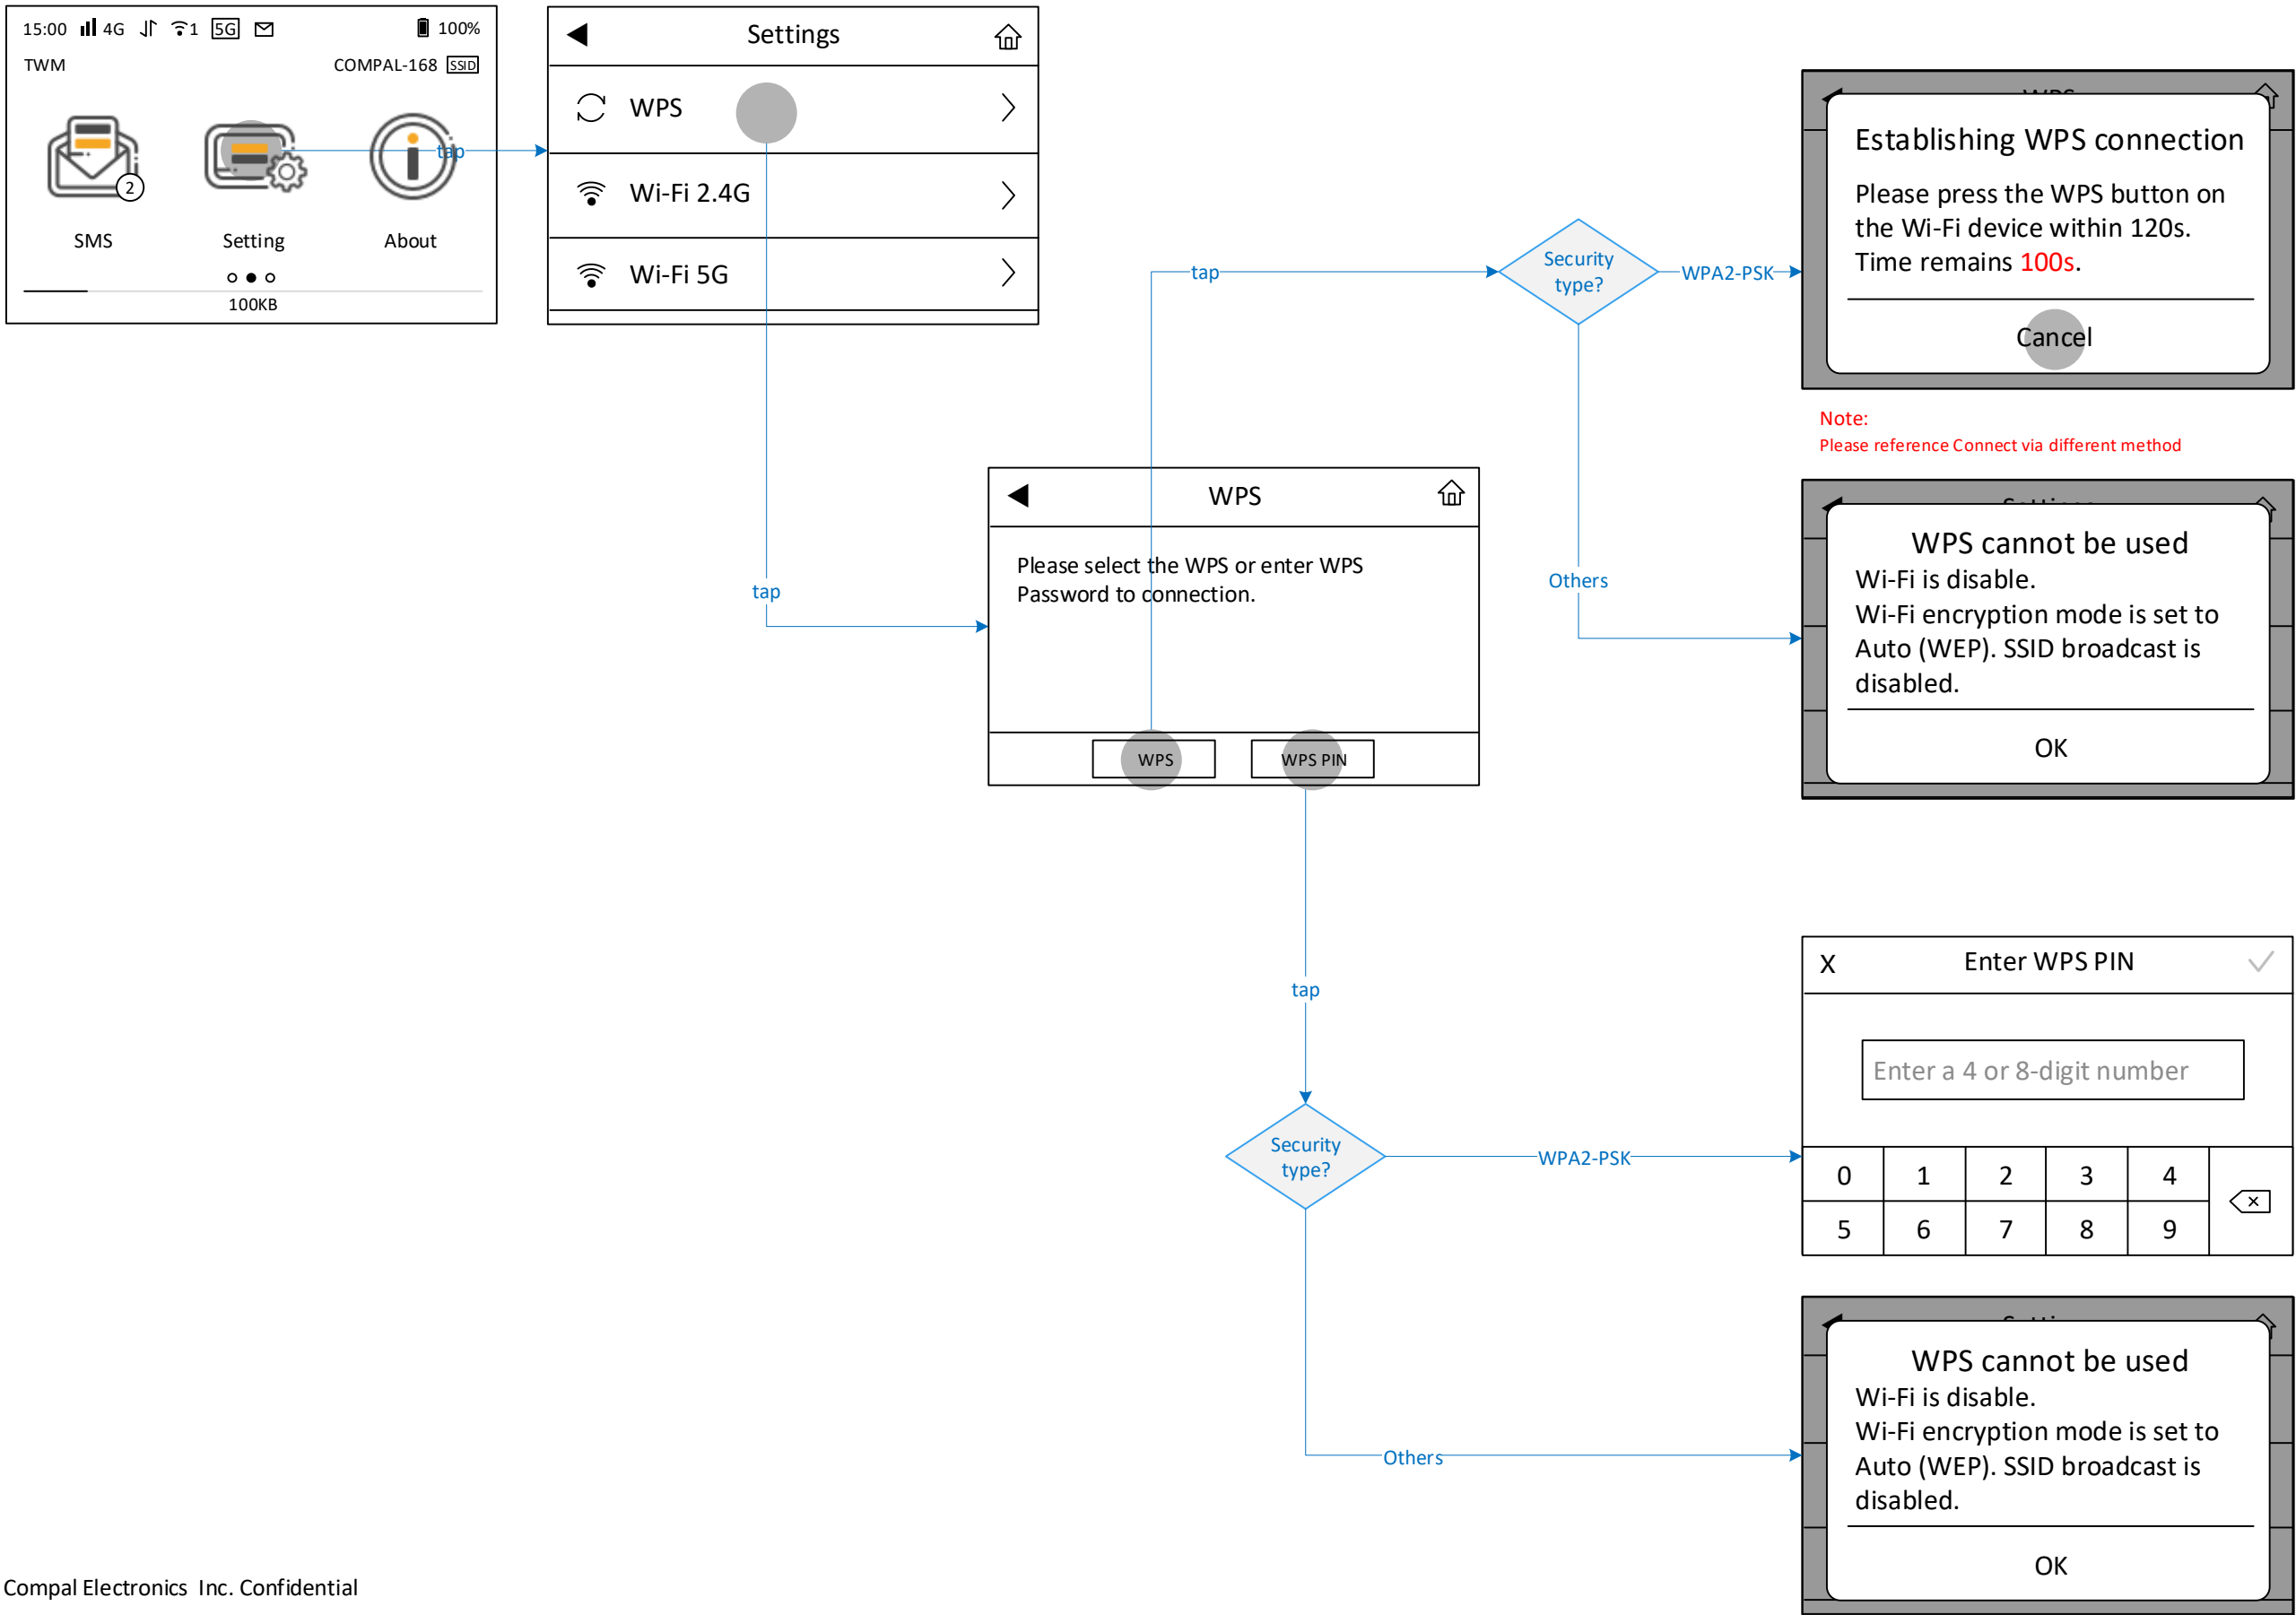 15:00 4G 1 5G 100%
TWM COMPAL-168 SSID
2
SMS Setting About
100KB
tap
Settings
WPS
Wi-Fi 2.4G
Wi-Fi 5G
tap
WPS
Please select the WPS or enter WPS
Password to connection.
WPS WPS PIN
tap
Security
type?
WPA2-PSK
Others
Establishing WPS connection
Please press the WPS button on
the Wi-Fi device within 120s.
Time remains 100s.
Cancel
Note:
Please reference Connect via different method
WPS cannot be used
Wi-Fi is disable.
Wi-Fi encryption mode is set to
Auto (WEP). SSID broadcast is
disabled.
OK
tap
Security
type?
WPA2-PSK
Others
X Enter WPS PIN
Enter a 4 or 8-digit number
0 1 2 3 4
5 6 7 8 9
WPS cannot be used
Wi-Fi is disable.
Wi-Fi encryption mode is set to
Auto (WEP). SSID broadcast is
disabled.
OK
Compal Electronics Inc. Confidential